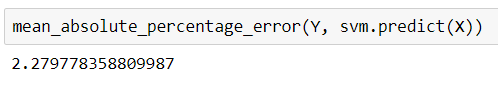 mean_absolute_percentage_error(Y, svm.predict(X))
2.279778358809987